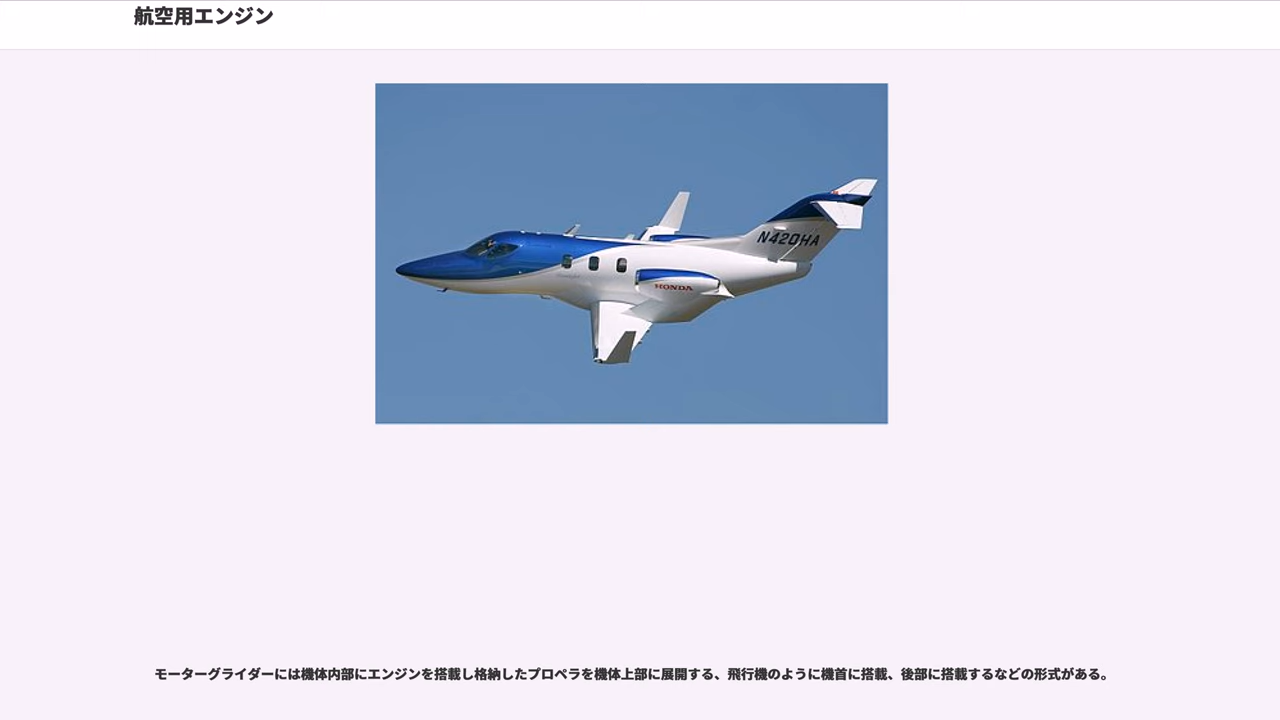 航空用エンジン
N420HA
HONDA
モーターグライダーには機体内部にエンジンを搭載し格納したプロペラを機体上部に展開する、飛行機のように機首に搭載、後部に搭載するなどの形式がある。